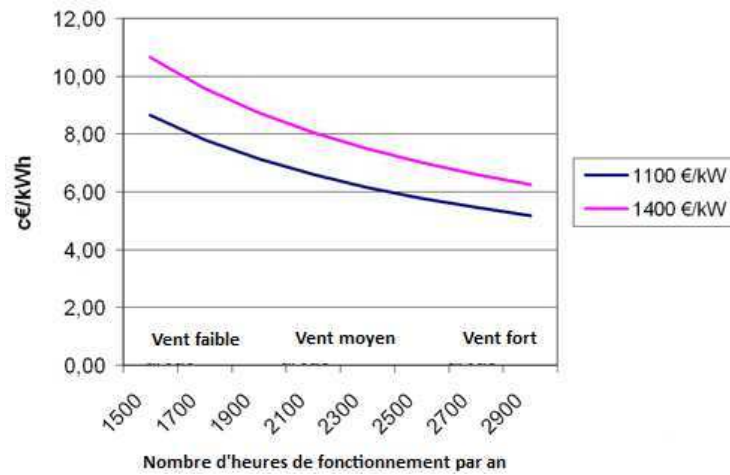 12,00
10,00
8,00
6,00
4,00
2,00
0,00
c€/kWh
Vent faible Vent moyen Vent fort
1500 1700 1900 2100 2300 2500 2700 2900
Nombre d'heures de fonctionnement par an
1100 €/kW
1400 €/kW